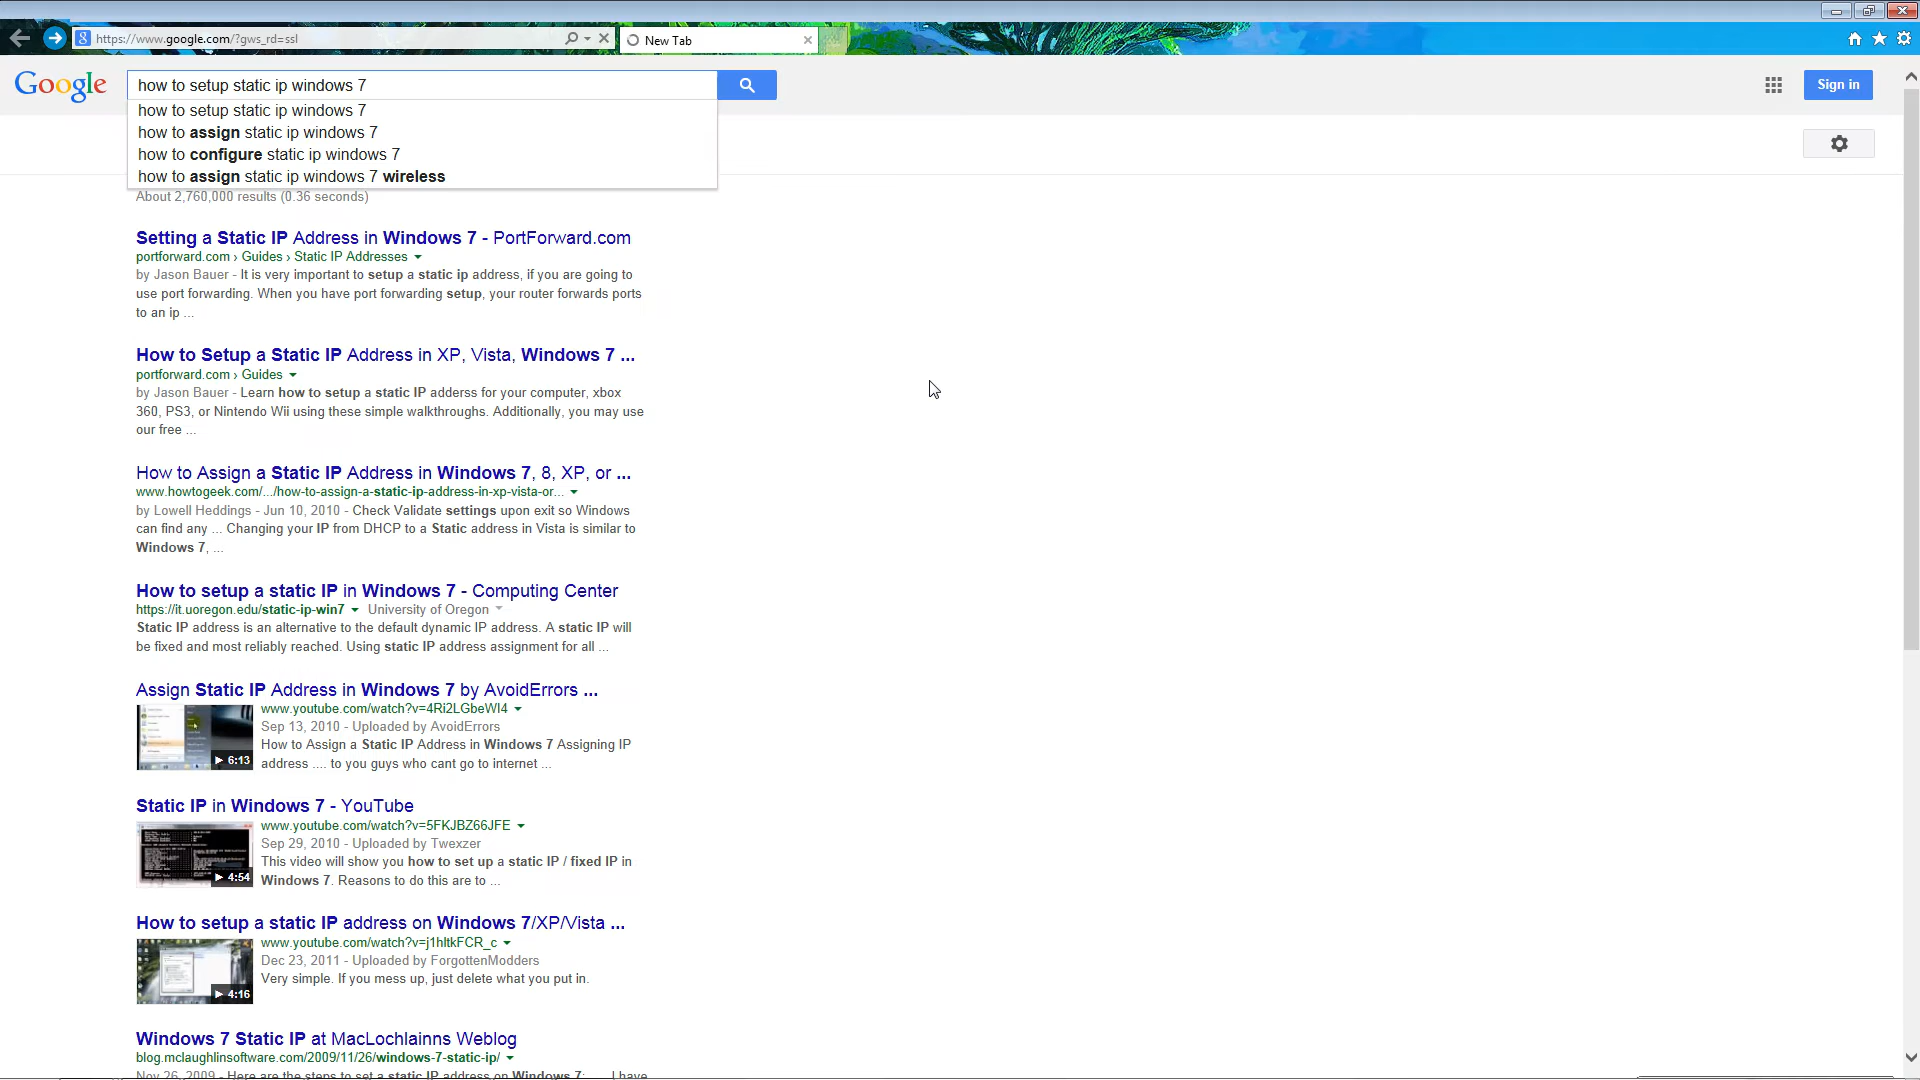 https://www.google.com/?gws_rd=ssl
New Tab
Google
how to setup static ip windows 7
Sign in
how to setup static ip windows 7
how to assign static ip windows 7
how to configure static ip windows 7
how to assign static ip windows 7 wireless
About 2,760,000 results (0.36 seconds)
Setting a Static IP Address in Windows 7 - PortForward.com
portforward.com › Guides › Static IP Addresses
by Jason Bauer - It is very important to setup a static ip address, if you are going to
use port forwarding. When you have port forwarding setup, your router forwards ports
to an ip ...
How to Setup a Static IP Address in XP, Vista, Windows 7 ...
portforward.com › Guides
by Jason Bauer - Learn how to setup a static IP adderss for your computer, xbox
360, PS3, or Nintendo Wii using these simple walkthroughs. Additionally, you may use
our free ...
How to Assign a Static IP Address in Windows 7, 8, XP, or ...
www.howtogeek.com/.../how-to-assign-a-static-ip-address-in-xp-vista-or...
by Lowell Heddings - Jun 10, 2010 - Check Validate settings upon exit so Windows
can find any ... Changing your IP from DHCP to a Static address in Vista is similar to
Windows 7, ...
How to setup a static IP in Windows 7 - Computing Center
https://it.uoregon.edu/static-ip-win7 University of Oregon
Static IP address is an alternative to the default dynamic IP address. A static IP will
be fixed and most reliably reached. Using static IP address assignment for all ...
Assign Static IP Address in Windows 7 by AvoidErrors ...
www.youtube.com/watch?v=4Ri2LGbeWI4
Sep 13, 2010 - Uploaded by AvoidErrors
How to Assign a Static IP Address in Windows 7 Assigning IP
address .... to you guys who cant go to internet ...
6:13
Static IP in Windows 7 - YouTube
www.youtube.com/watch?v=5FKJBZ66JFE
Sep 29, 2010 - Uploaded by Twexzer
This video will show you how to set up a static IP / fixed IP in
Windows 7. Reasons to do this are to ...
4:54
How to setup a static IP address on Windows 7/XP/Vista ...
www.youtube.com/watch?v=j1hltkFCR_c
Dec 23, 2011 - Uploaded by ForgottenModders
Very simple. If you mess up, just delete what you put in.
4:16
Windows 7 Static IP at MacLochlainns Weblog
blog.mclaughlinsoftware.com/2009/11/26/windows-7-static-ip/
Nov 26, 2009 - Here are the steps to set a static IP address on Windows 7: ... I have